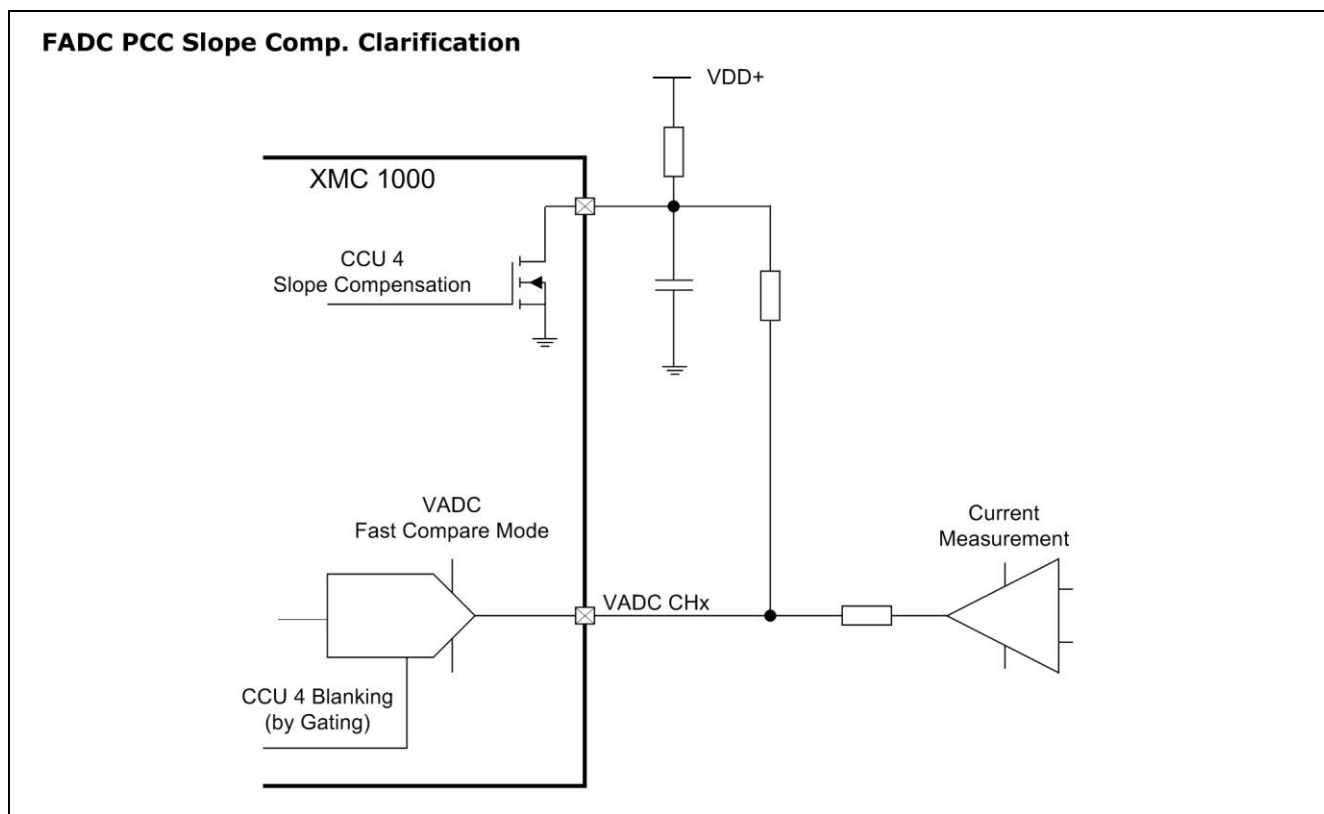 FADC PCC Slope Comp. Clarification
VDD+
XMC 1000
CCU 4
Slope Compensation
VADC
Fast Compare Mode
Current
Measurement
VADC CHx
CCU 4 Blanking
(by Gating)